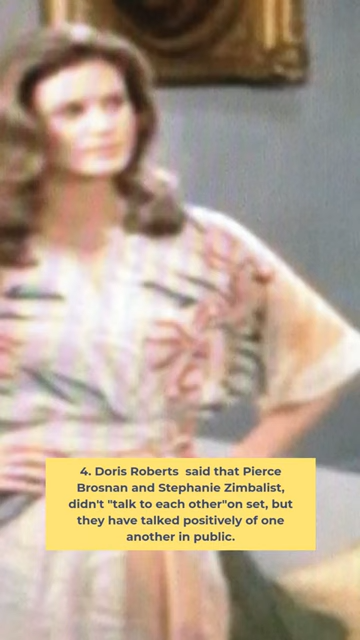 4. Doris Roberts  said that Pierce
Brosnan and Stephanie Zimbalist,
didn't "talk to each other"on set, but
they have talked positively of one
another in public.